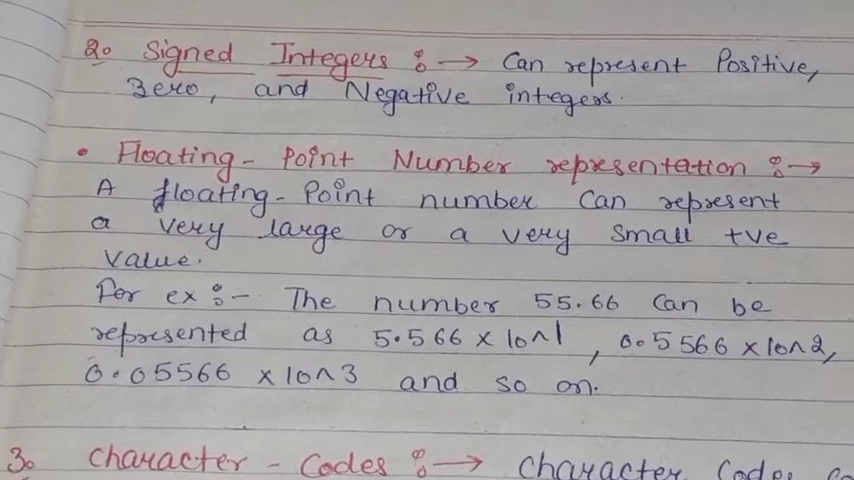 2. Signed Integers :→ Can represent Positive,
Zero, and Negative integers.
• Floating-Point Number representation :→
A floating-Point number Can represent
a very large or a very small +ve
Value.
For ex :- The number 55.66 Can be
represented as 5.566 x 10^1, 0.5566 x 10^2,
0.05566 x 10^3 and so on.
3. Character-Codes :→ Character Codes